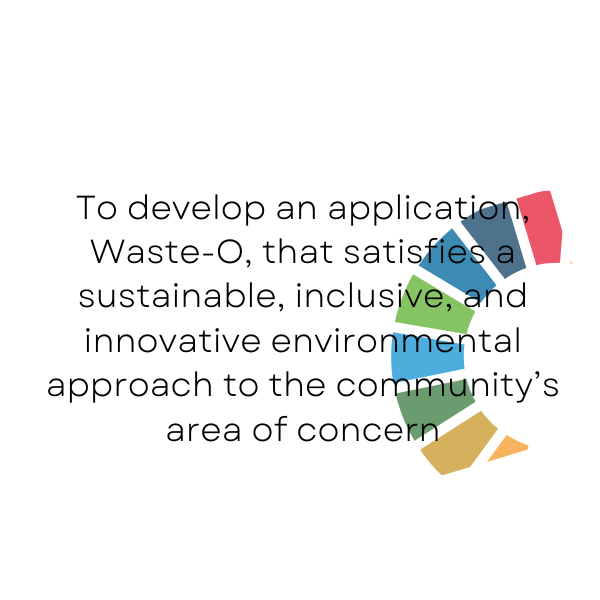 To develop an application,
Waste-O, that satisfies a
sustainable, inclusive, and
innovative environmental
approach to the community’s
area of concern